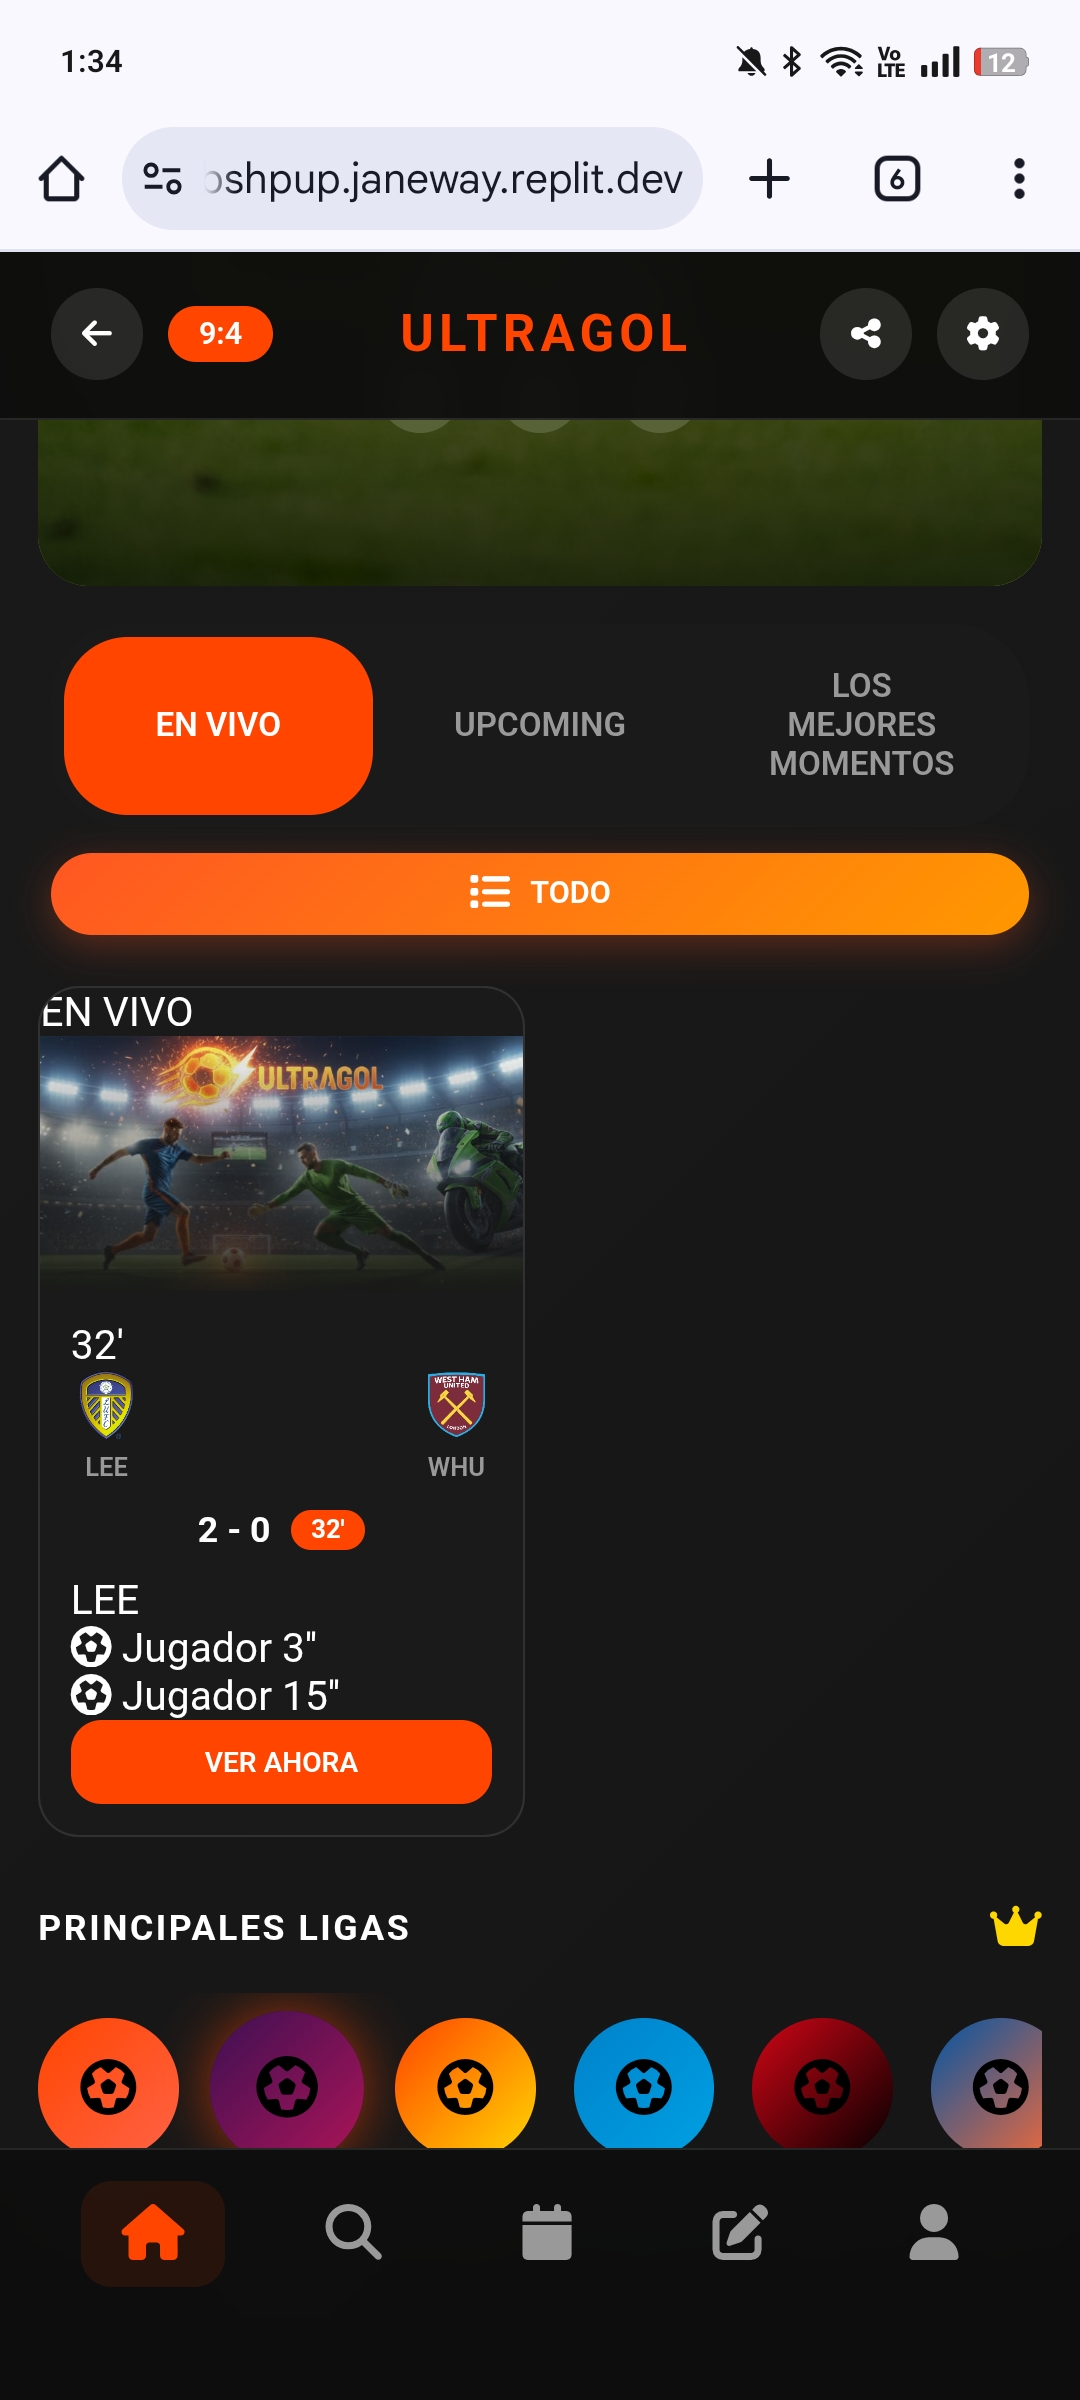 1:34
Vo
LTE
12
shpup.janeway.replit.dev
6
9:4
ULTRAGOL
EN VIVO
UPCOMING
LOS
MEJORES
MOMENTOS
TODO
EN VIVO
ULTRAGOL
32'
WEST HAM
UNITED
LONDON
LEE
WHU
2 - 0
32'
LEE
Jugador 3''
Jugador 15''
VER AHORA
PRINCIPALES LIGAS